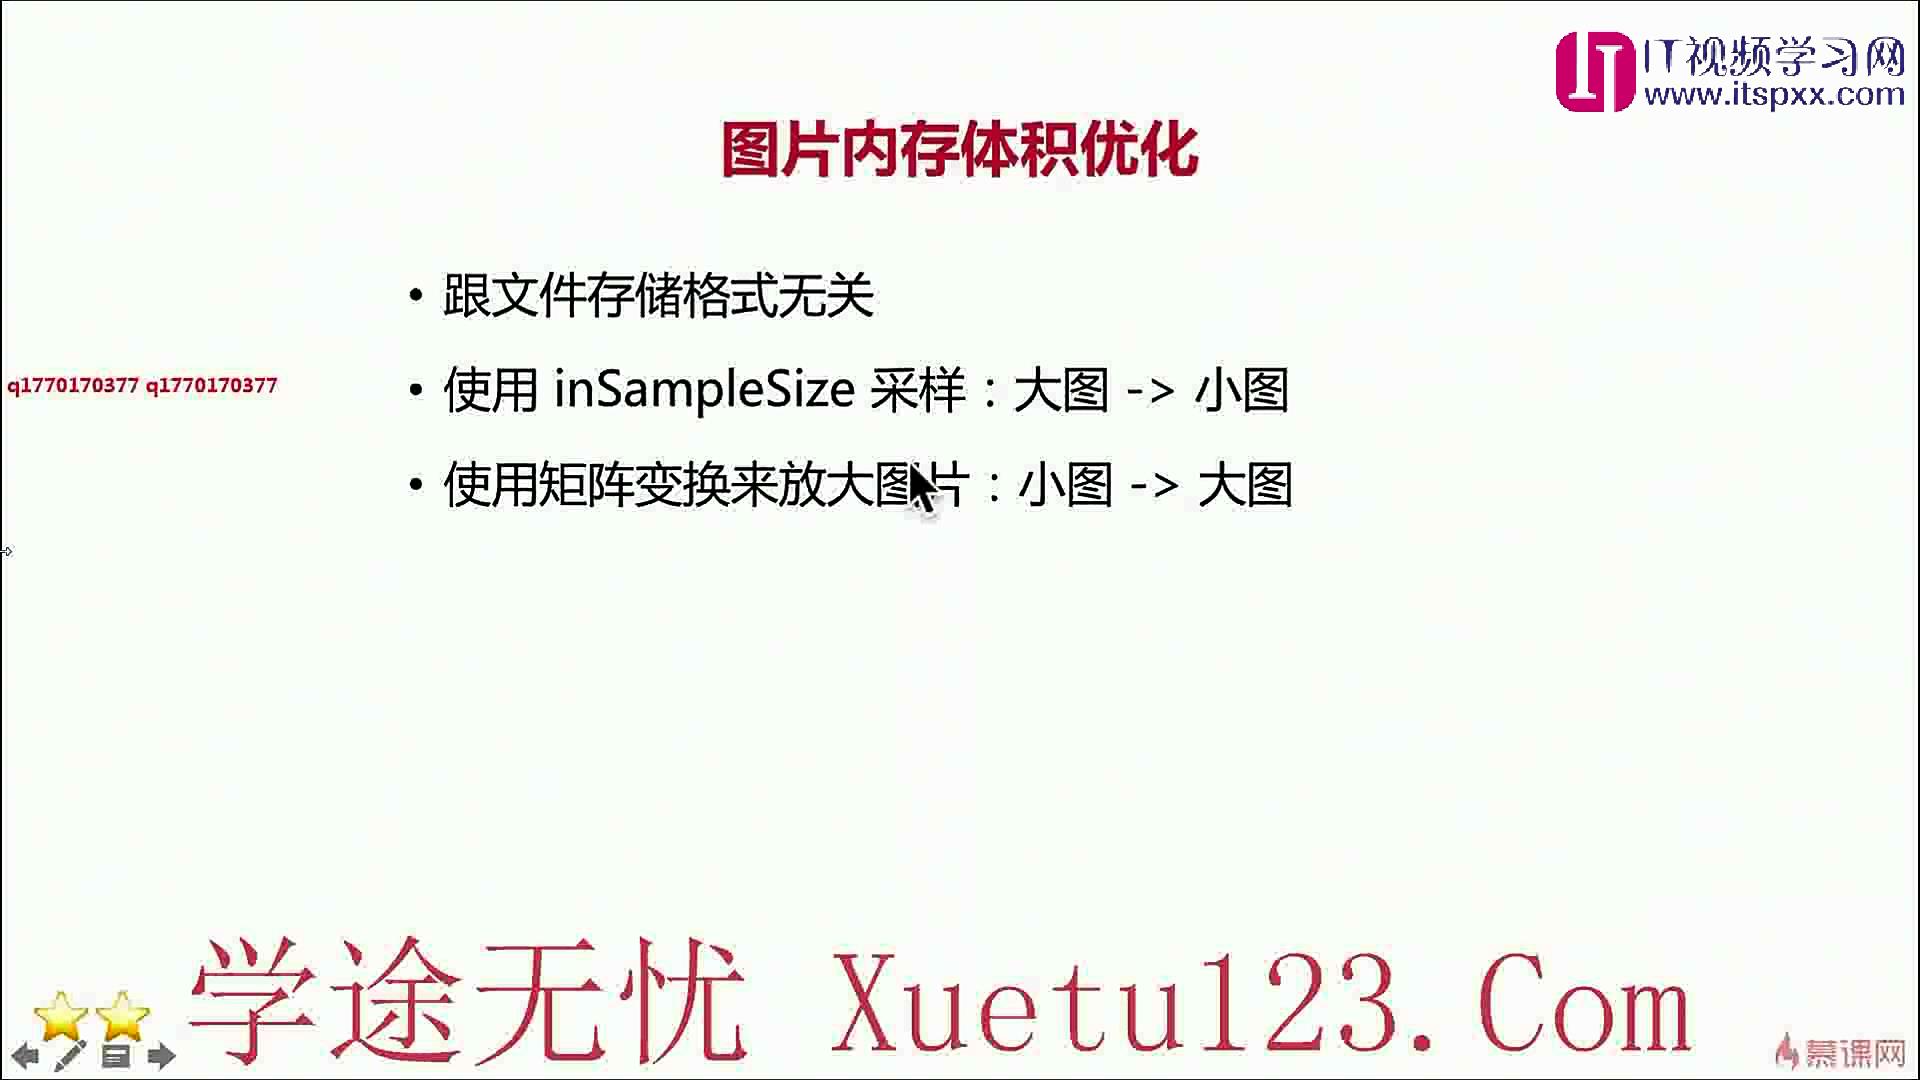 IT视频学习网
www.itspxx.com
图片内存体积优化
• 跟文件存储格式无关
q1770170377 q1770170377
• 使用 inSampleSize 采样：大图 -> 小图
• 使用矩阵变换来放大图片：小图 -> 大图
学途无忧 Xuetu123.Com
慕课网